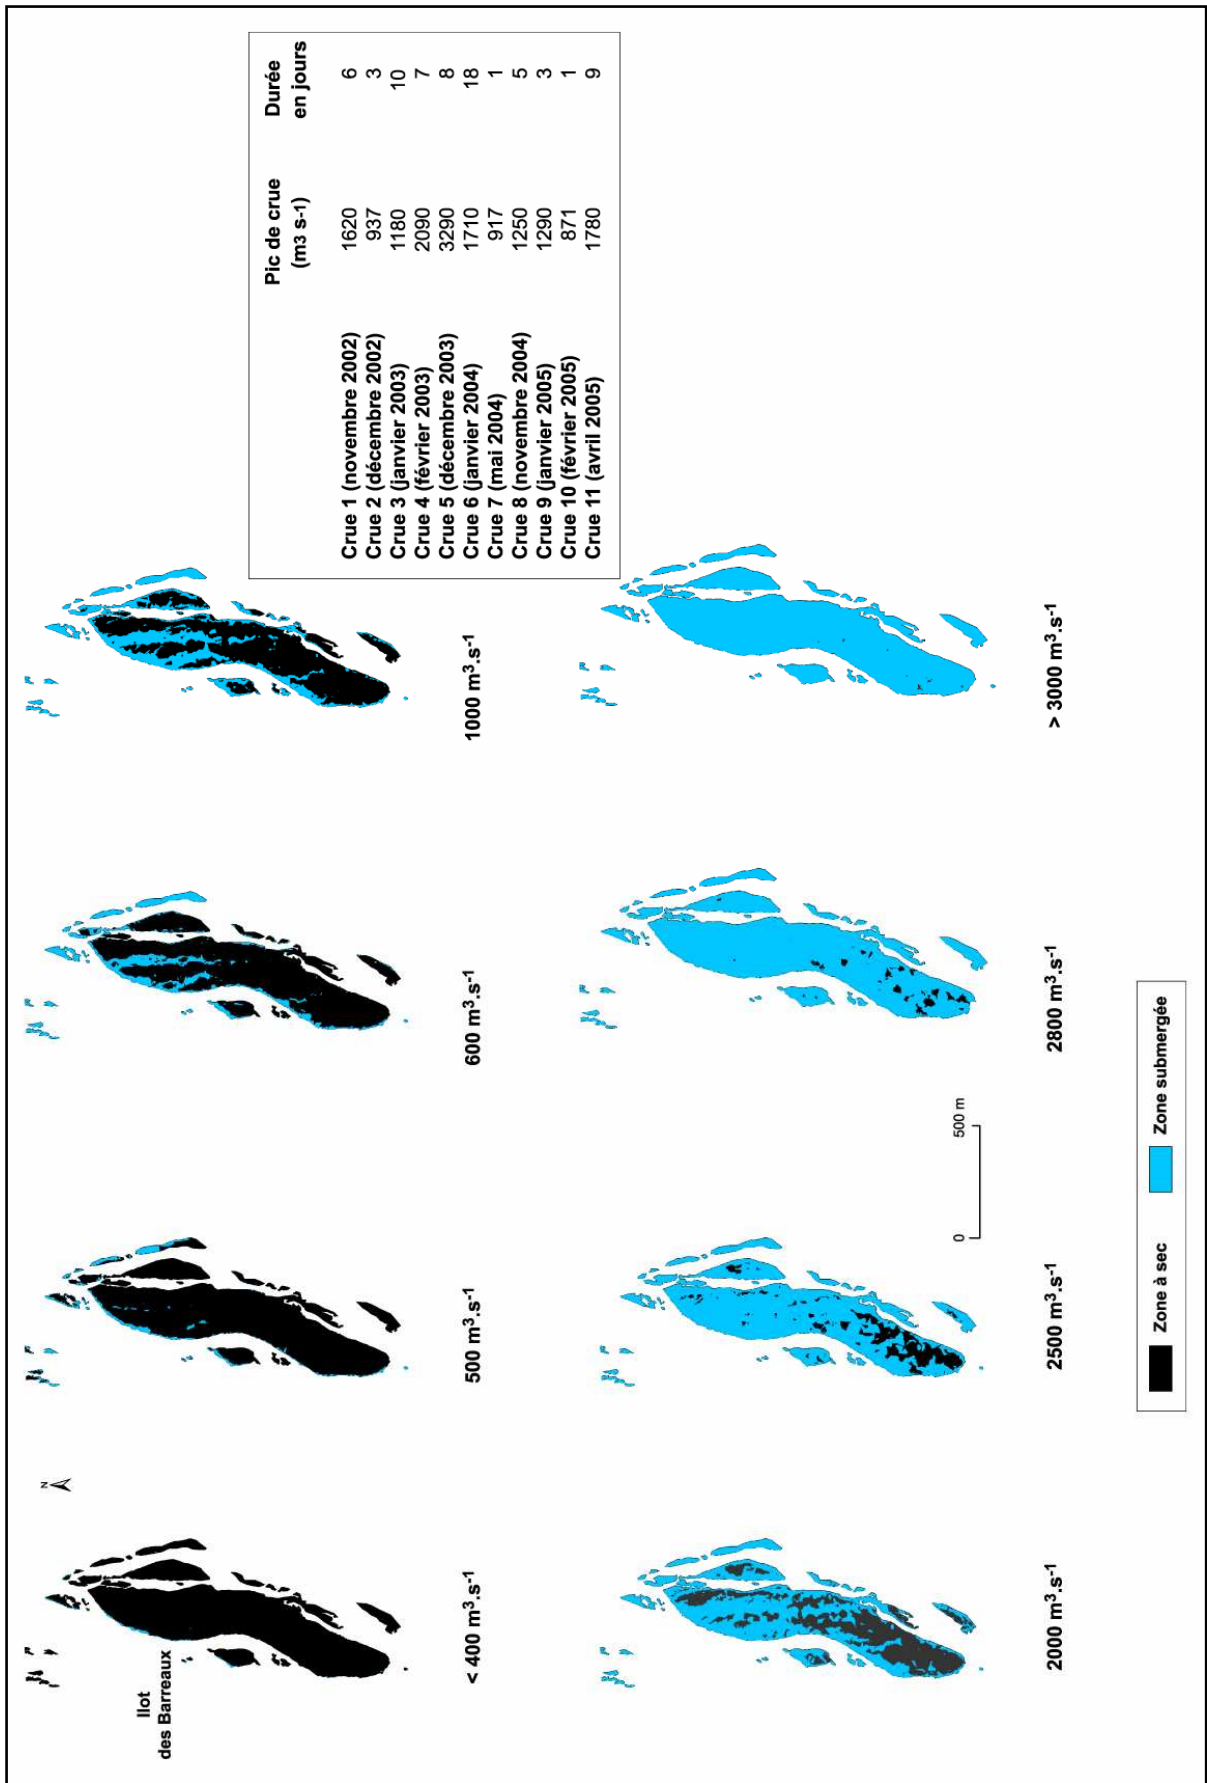 N
Ilot
des Barreaux
< 400 m³.s⁻¹
500 m³.s⁻¹
600 m³.s⁻¹
1000 m³.s⁻¹
Pic de crue Durée
(m3 s-1) en jours
Crue 1 (novembre 2002) 1620 6
Crue 2 (décembre 2002) 937 3
Crue 3 (janvier 2003) 1180 10
Crue 4 (février 2003) 2090 7
Crue 5 (décembre 2003) 3290 8
Crue 6 (janvier 2004) 1710 18
Crue 7 (mai 2004) 917 1
Crue 8 (novembre 2004) 1250 5
Crue 9 (janvier 2005) 1290 3
Crue 10 (février 2005) 871 1
Crue 11 (avril 2005) 1780 9
0 500 m
2000 m³.s⁻¹
2500 m³.s⁻¹
2800 m³.s⁻¹
> 3000 m³.s⁻¹
Zone à sec Zone submergée